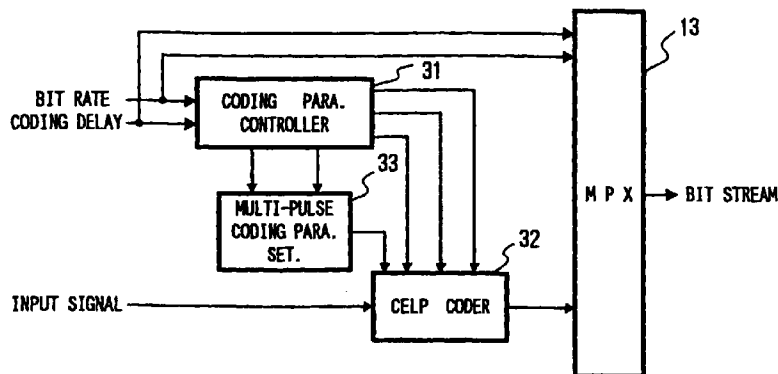 13
31
BIT RATE
CODING DELAY
CODING PARA.
CONTROLLER
33
MULTI-PULSE
CODING PARA.
SET.
M P X
BIT STREAM
32
INPUT SIGNAL
CELP CODER